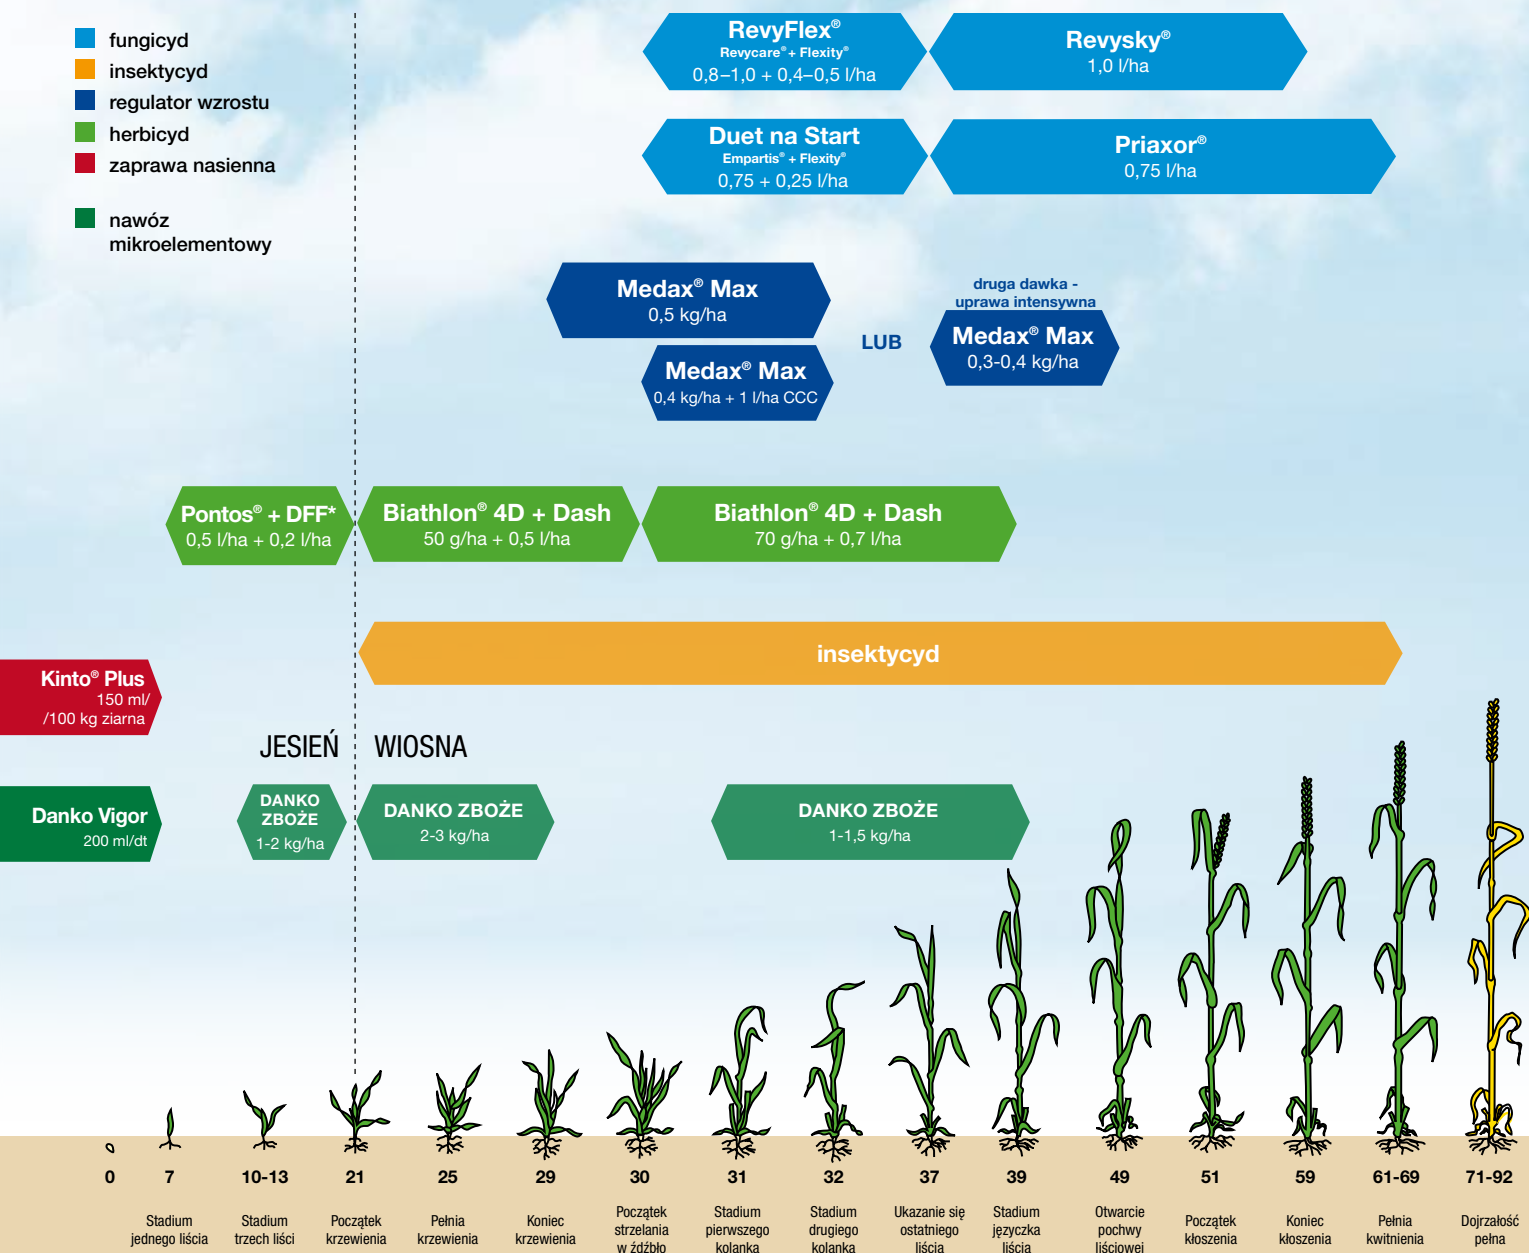 fungicyd
insektycyd
regulator wzrostu
herbicyd
zaprawa nasienna
nawóz
mikroelementowy
RevyFlex®
Revycare® + Flexity®
0,8–1,0 + 0,4–0,5 l/ha
Revysky®
1,0 l/ha
Duet na Start
Empartis® + Flexity®
0,75 + 0,25 l/ha
Priaxor®
0,75 l/ha
Medax® Max
0,5 kg/ha
Medax® Max
0,4 kg/ha + 1 l/ha CCC
LUB
druga dawka -
uprawa intensywna
Medax® Max
0,3-0,4 kg/ha
Pontos® + DFF*
0,5 l/ha + 0,2 l/ha
Biathlon® 4D + Dash
50 g/ha + 0,5 l/ha
Biathlon® 4D + Dash
70 g/ha + 0,7 l/ha
insektycyd
Kinto® Plus
150 ml/
/100 kg ziarna
JESIEŃ
WIOSNA
Danko Vigor
200 ml/dt
DANKO
ZBOŻE
1-2 kg/ha
DANKO ZBOŻE
2-3 kg/ha
DANKO ZBOŻE
1-1,5 kg/ha
0
7
Stadium
jednego liścia
10-13
Stadium
trzech liści
21
Początek
krzewienia
25
Pełnia
krzewienia
29
Koniec
krzewienia
30
Początek
strzelania
w źdźbło
31
Stadium
pierwszego
kolanka
32
Stadium
drugiego
kolanka
37
Ukazanie się
ostatniego
liścia
39
Stadium
języczka
liścia
49
Otwarcie
pochwy
liściowej
51
Początek
kłoszenia
59
Koniec
kłoszenia
61-69
Pełnia
kwitnienia
71-92
Dojrzałość
pełna